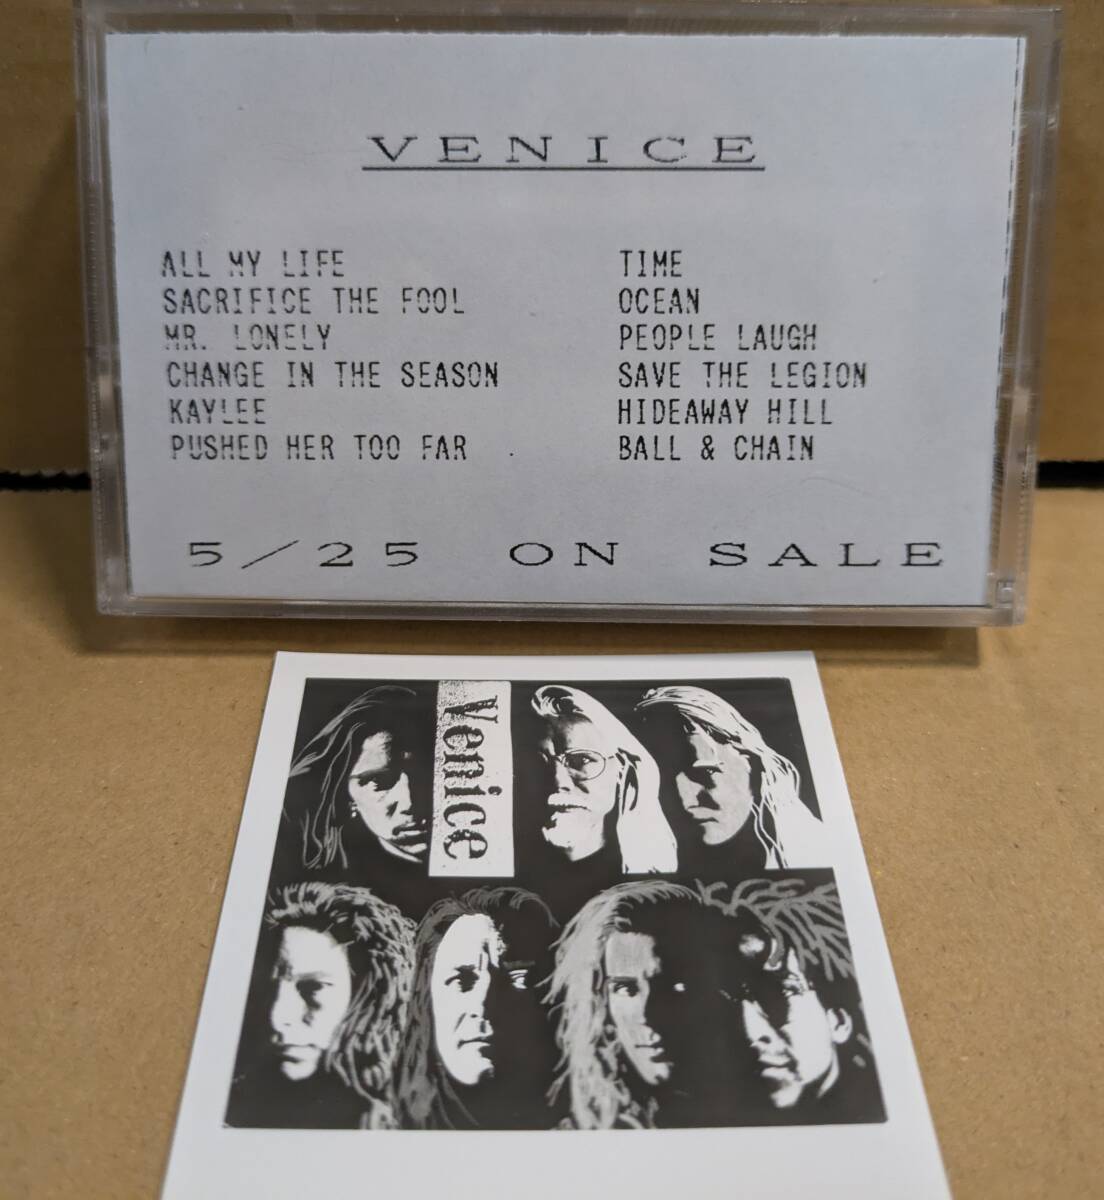 VENICE
ALL MY LIFE
SACRIFICE THE FOOL
MR. LONELY
CHANGE IN THE SEASON
KAYLEE
PUSHED HER TOO FAR
TIME
OCEAN
PEOPLE LAUGH
SAVE THE LEGION
HIDEAWAY HILL
BALL & CHAIN
5/25 ON SALE
Venice